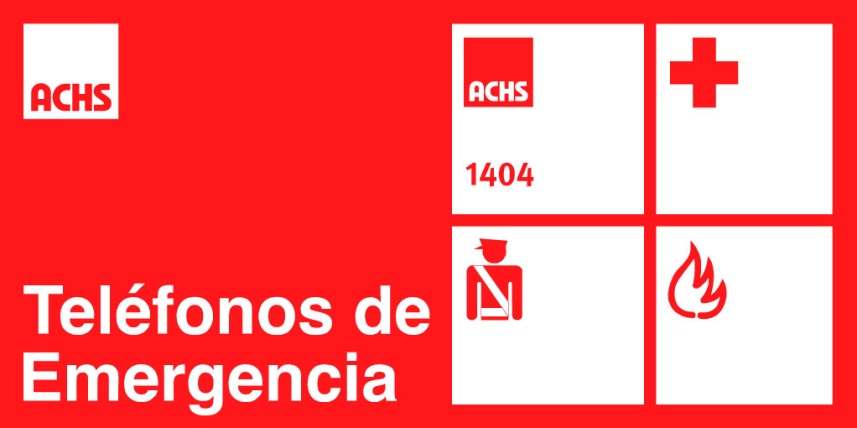 ACHS
Teléfonos de
Emergencia
ACHS
1404